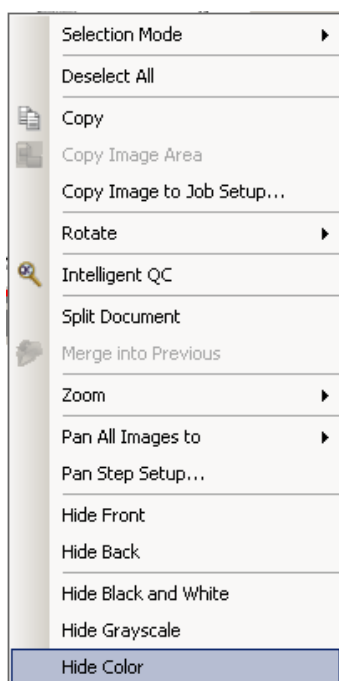 Selection Mode
Deselect All
Copy
Copy Image Area
Copy Image to Job Setup...
Rotate
Intelligent QC
Split Document
Merge into Previous
Zoom
Pan All Images to
Pan Step Setup...
Hide Front
Hide Back
Hide Black and White
Hide Grayscale
Hide Color